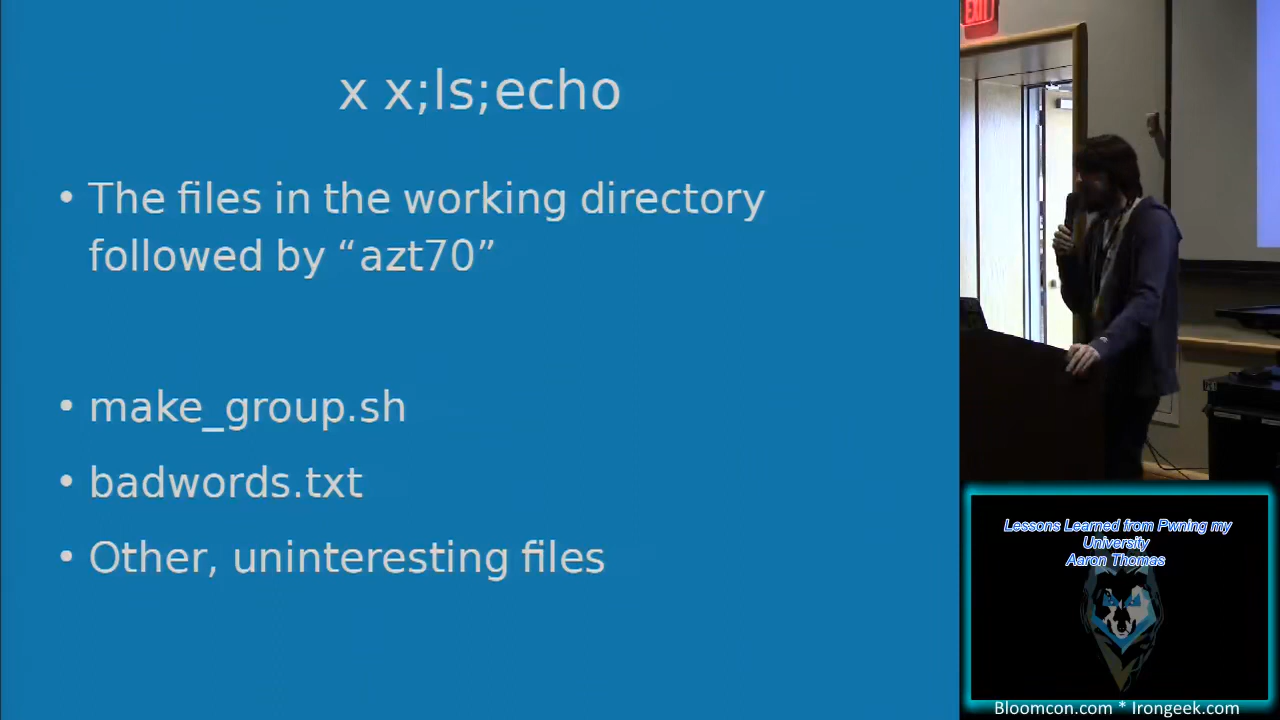 x x;ls;echo
• The files in the working directory
followed by “azt70”
• make_group.sh
• badwords.txt
• Other, uninteresting files
EXIT
Lessons Learned from Pwning my
University
Aaron Thomas
Bloomcon.com * Irongeek.com